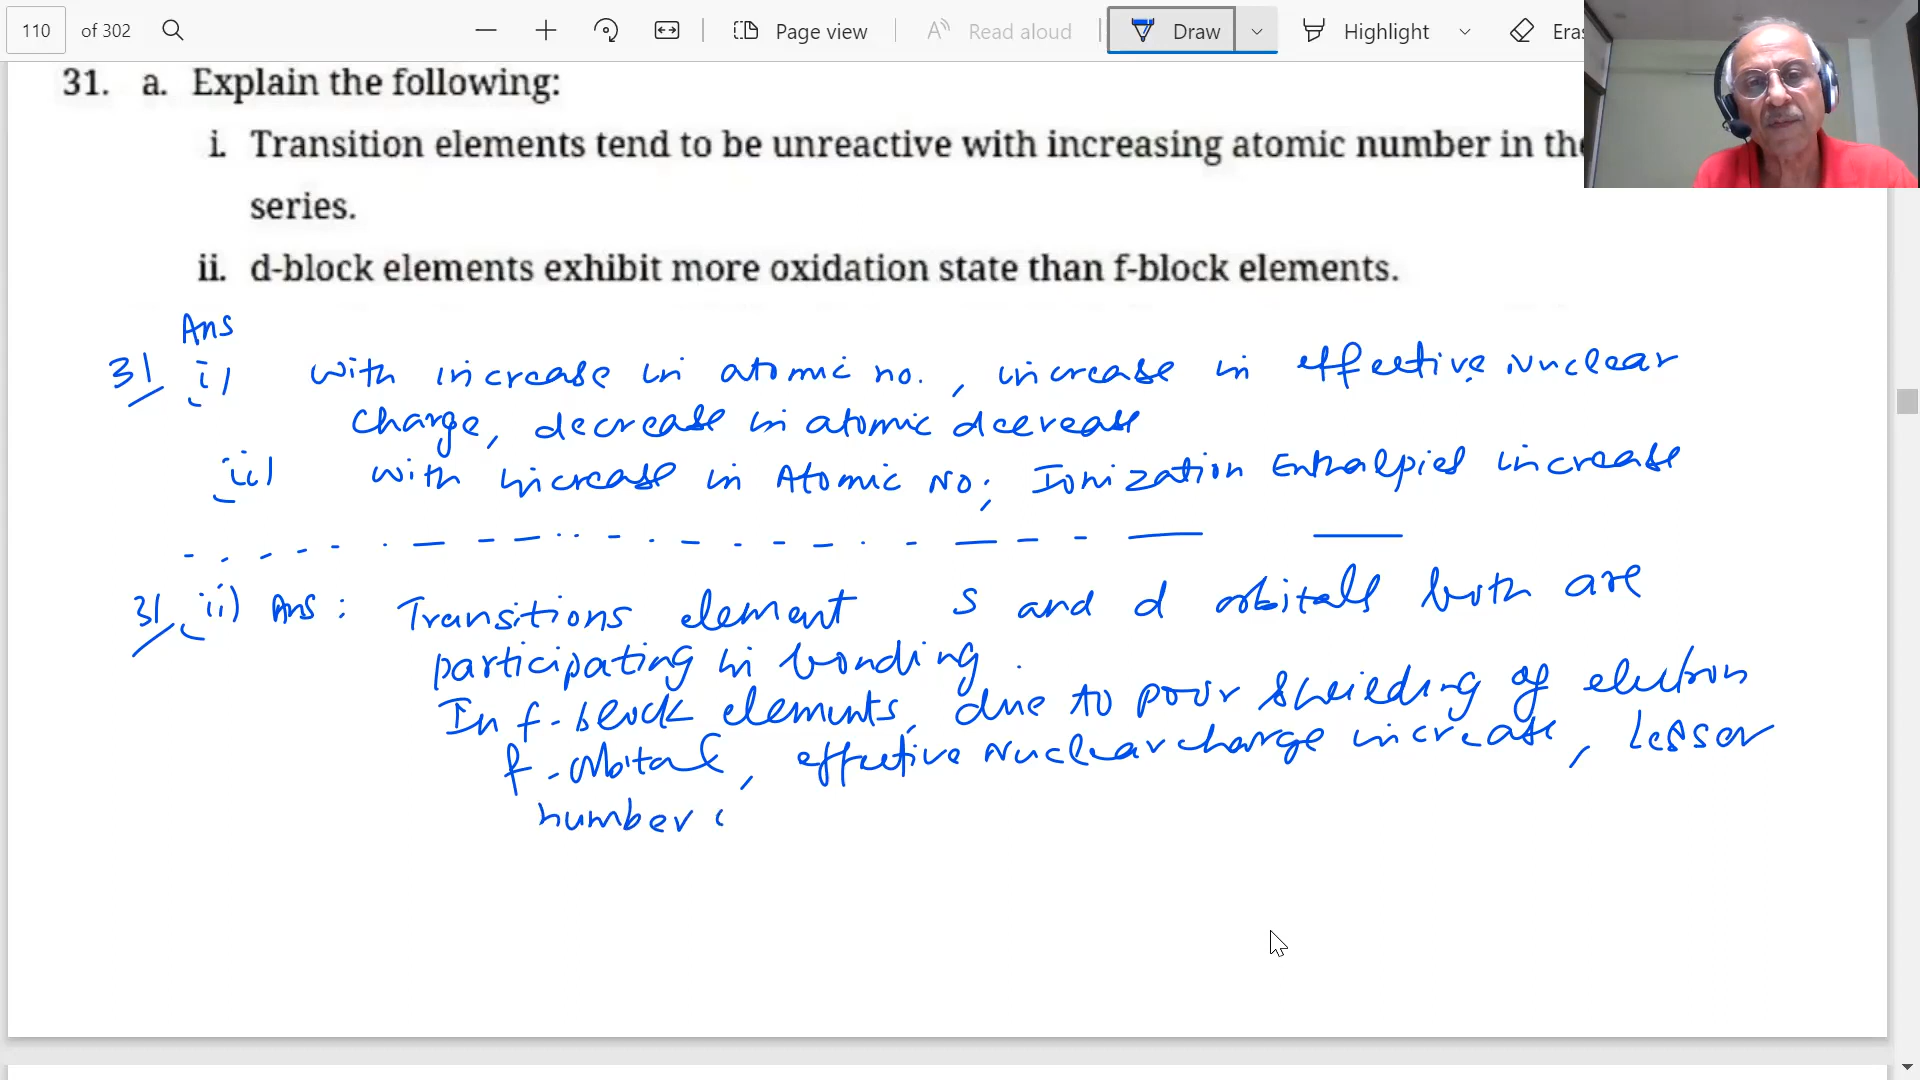 110 of 302 Page view Read aloud Draw Highlight Eras
31. a. Explain the following:
i. Transition elements tend to be unreactive with increasing atomic number in the
series.
ii. d-block elements exhibit more oxidation state than f-block elements.
Ans
31 i) with increase in atomic no., increase in effective Nuclear
charge, decrease in atomic
ii) with increase in Atomic No; Ionization Enthalpies increase
31 ii) Ans: Transitions element s and d orbitals both are
participating in bonding.
In f-block elements, due to poor of electron
f-orbital, effective Nuclear charge increase, Lesser
number